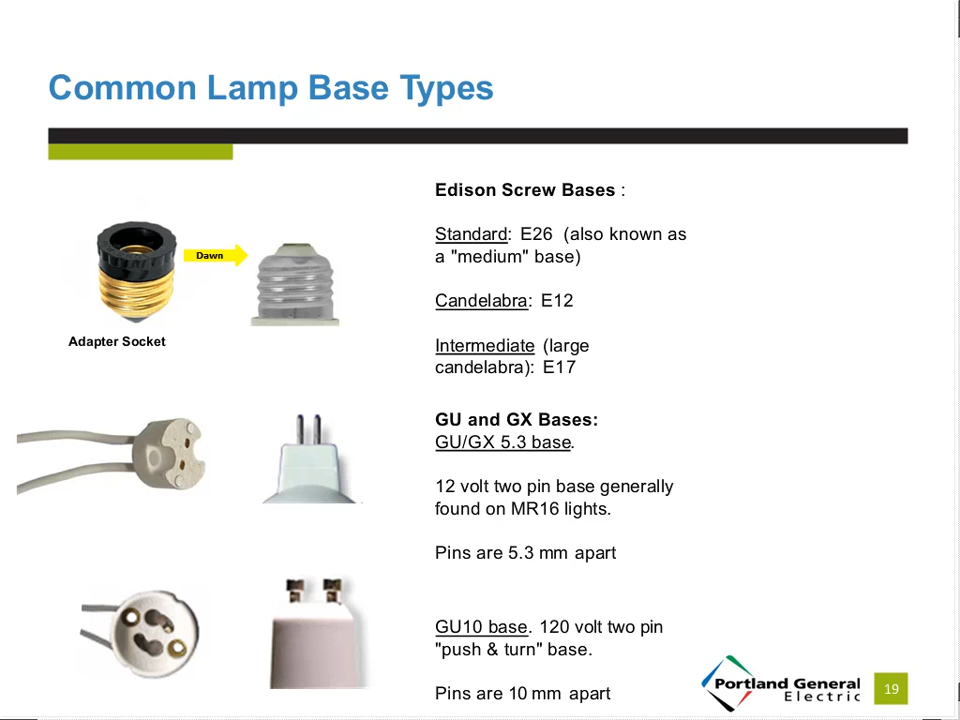 Common Lamp Base Types
Edison Screw Bases :
Standard: E26 (also known as
a "medium" base)
Dawn
Candelabra: E12
Adapter Socket
Intermediate (large
candelabra): E17
GU and GX Bases:
GU/GX 5.3 base.
12 volt two pin base generally
found on MR16 lights.
Pins are 5.3 mm apart
GU10 base. 120 volt two pin
"push & turn" base.
Pins are 10 mm apart
Portland General
Electric
19